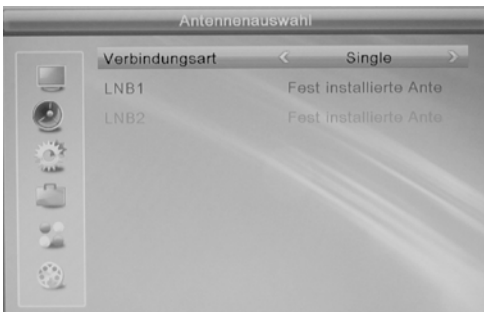 Antennenauswahl
Verbindungsart < Single >
LNB1 Fest installierte Ante
LNB2 Fest installierte Ante